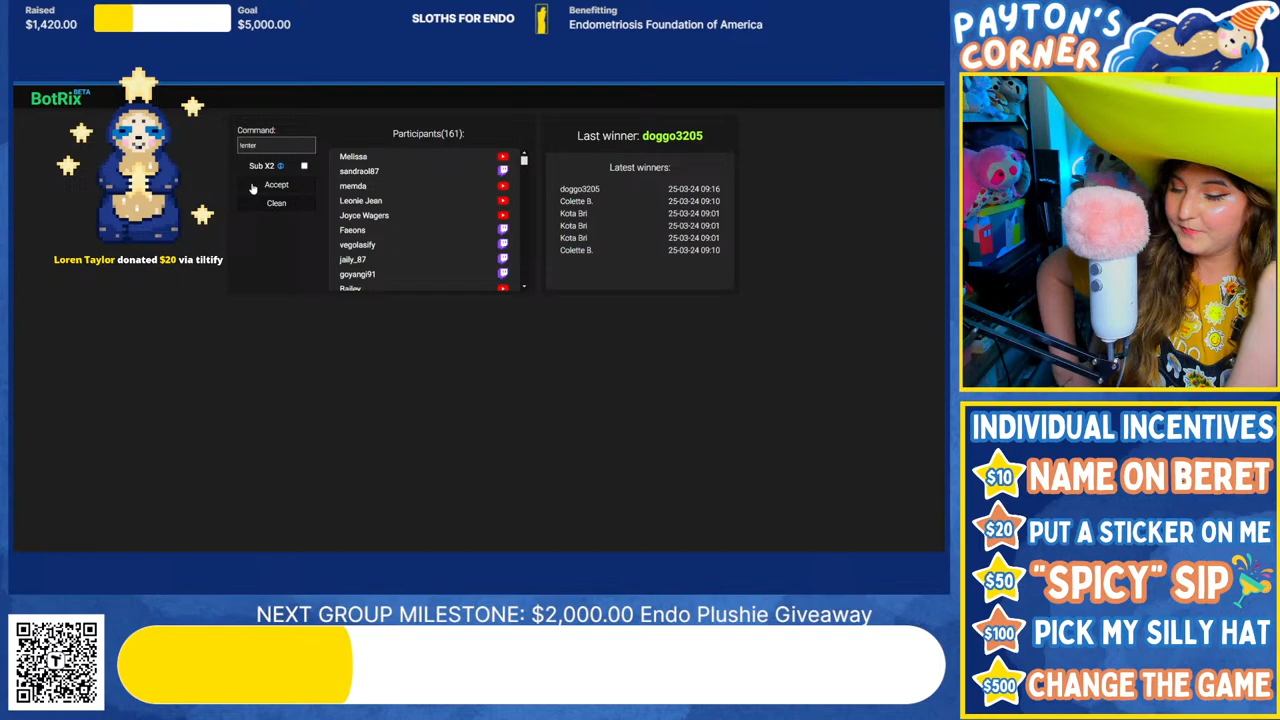 Raised
$1,420.00
Goal
$5,000.00
SLOTHS FOR ENDO
Benefitting
Endometriosis Foundation of America
PAYTON'S
CORNER
BotRix BETA
Command:
!enter
Sub X2
Accept
Clean
Participants(161):
Melissa
sandraol87
memda
Leonie Jean
Joyce Wagers
Faeons
vegolasify
jaily_87
goyangi91
Bailey
Last winner: doggo3205
Latest winners:
doggo3205 25-03-24 09:16
Colette B. 25-03-24 09:10
Kota Bri 25-03-24 09:01
Kota Bri 25-03-24 09:01
Kota Bri 25-03-24 09:01
Colette B. 25-03-24 09:10
Loren Taylor donated $20 via tiltify
INDIVIDUAL INCENTIVES
$10 NAME ON BERET
$20 PUT A STICKER ON ME
$50 "SPICY" SIP
$100 PICK MY SILLY HAT
$500 CHANGE THE GAME
NEXT GROUP MILESTONE: $2,000.00 Endo Plushie Giveaway